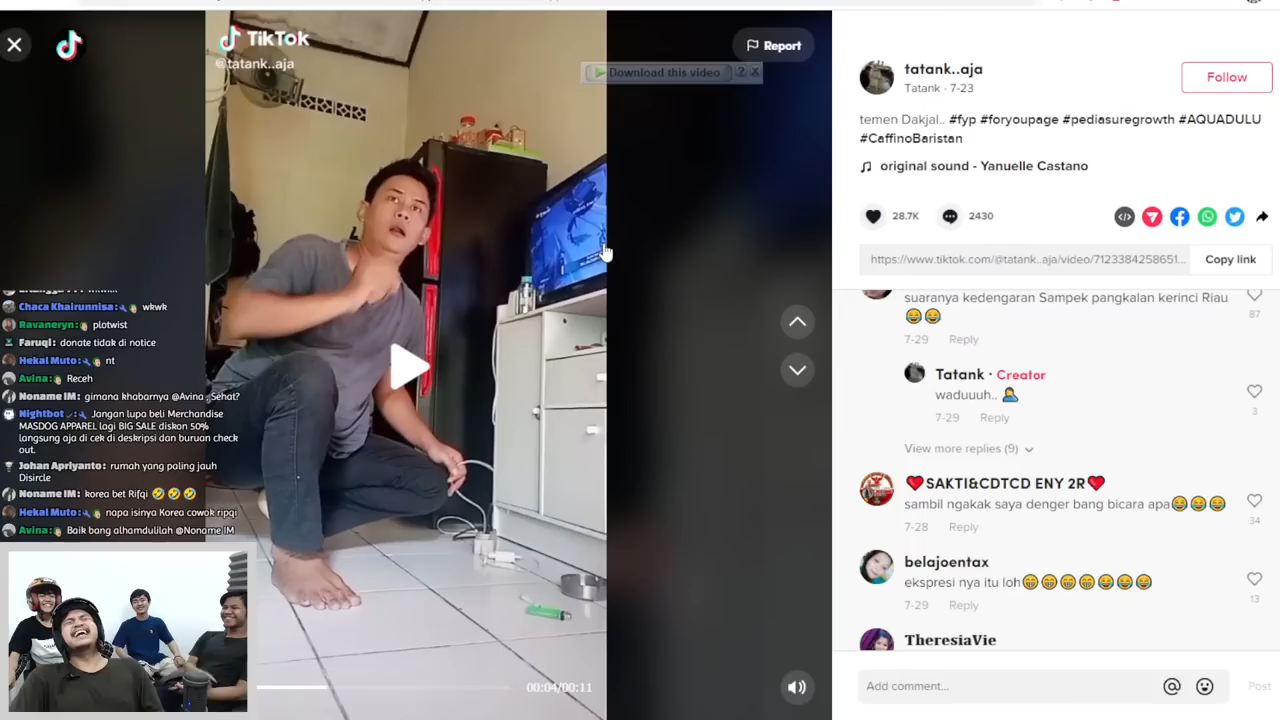 TikTok
@tatank..aja
Report
Download this video
Chaca Khairunnisa: wkwk
Ravaneryn: plotwist
Faruqi: donate tidak di notice
Hekal Muto: nt
Avina: Receh
Noname IM: gimana khabarnya @Avina ,Sehat?
Nightbot: Jangan lupa beli Merchandise
MASDOG APPAREL lagi BIG SALE diskon 50%
langsung aja di cek di deskripsi dan buruan check
out.
Johan Apriyanto: rumah yang paling jauh
Disircle
Noname IM: korea bet Rifqi 🤣🤣🤣
Hekal Muto: napa isinya Korea cowok ripqi
Avina: Baik bang alhamdulilah @Noname IM
00:04/00:11
tatank..aja
Tatank · 7-23
Follow
temen Dakjal.. #fyp #foryoupage #pediasuregrowth #AQUADULU
#CaffinoBaristan
original sound - Yanuelle Castano
28.7K
2430
https://www.tiktok.com/@tatank..aja/video/7123384258651...
Copy link
suaranya kedengaran Sampek pangkalan kerinci Riau
😂😂
87
7-29 Reply
Tatank · Creator
waduuuh.. 🤦‍♂️
3
7-29 Reply
View more replies (9)
❤️SAKTI&CDTCD ENY 2R❤️
sambil ngakak saya denger bang bicara apa😂😂😂
34
7-28 Reply
belajoentax
ekspresi nya itu loh😁😁😁😁😂😂😂
13
7-29 Reply
TheresiaVie
Add comment...
Post